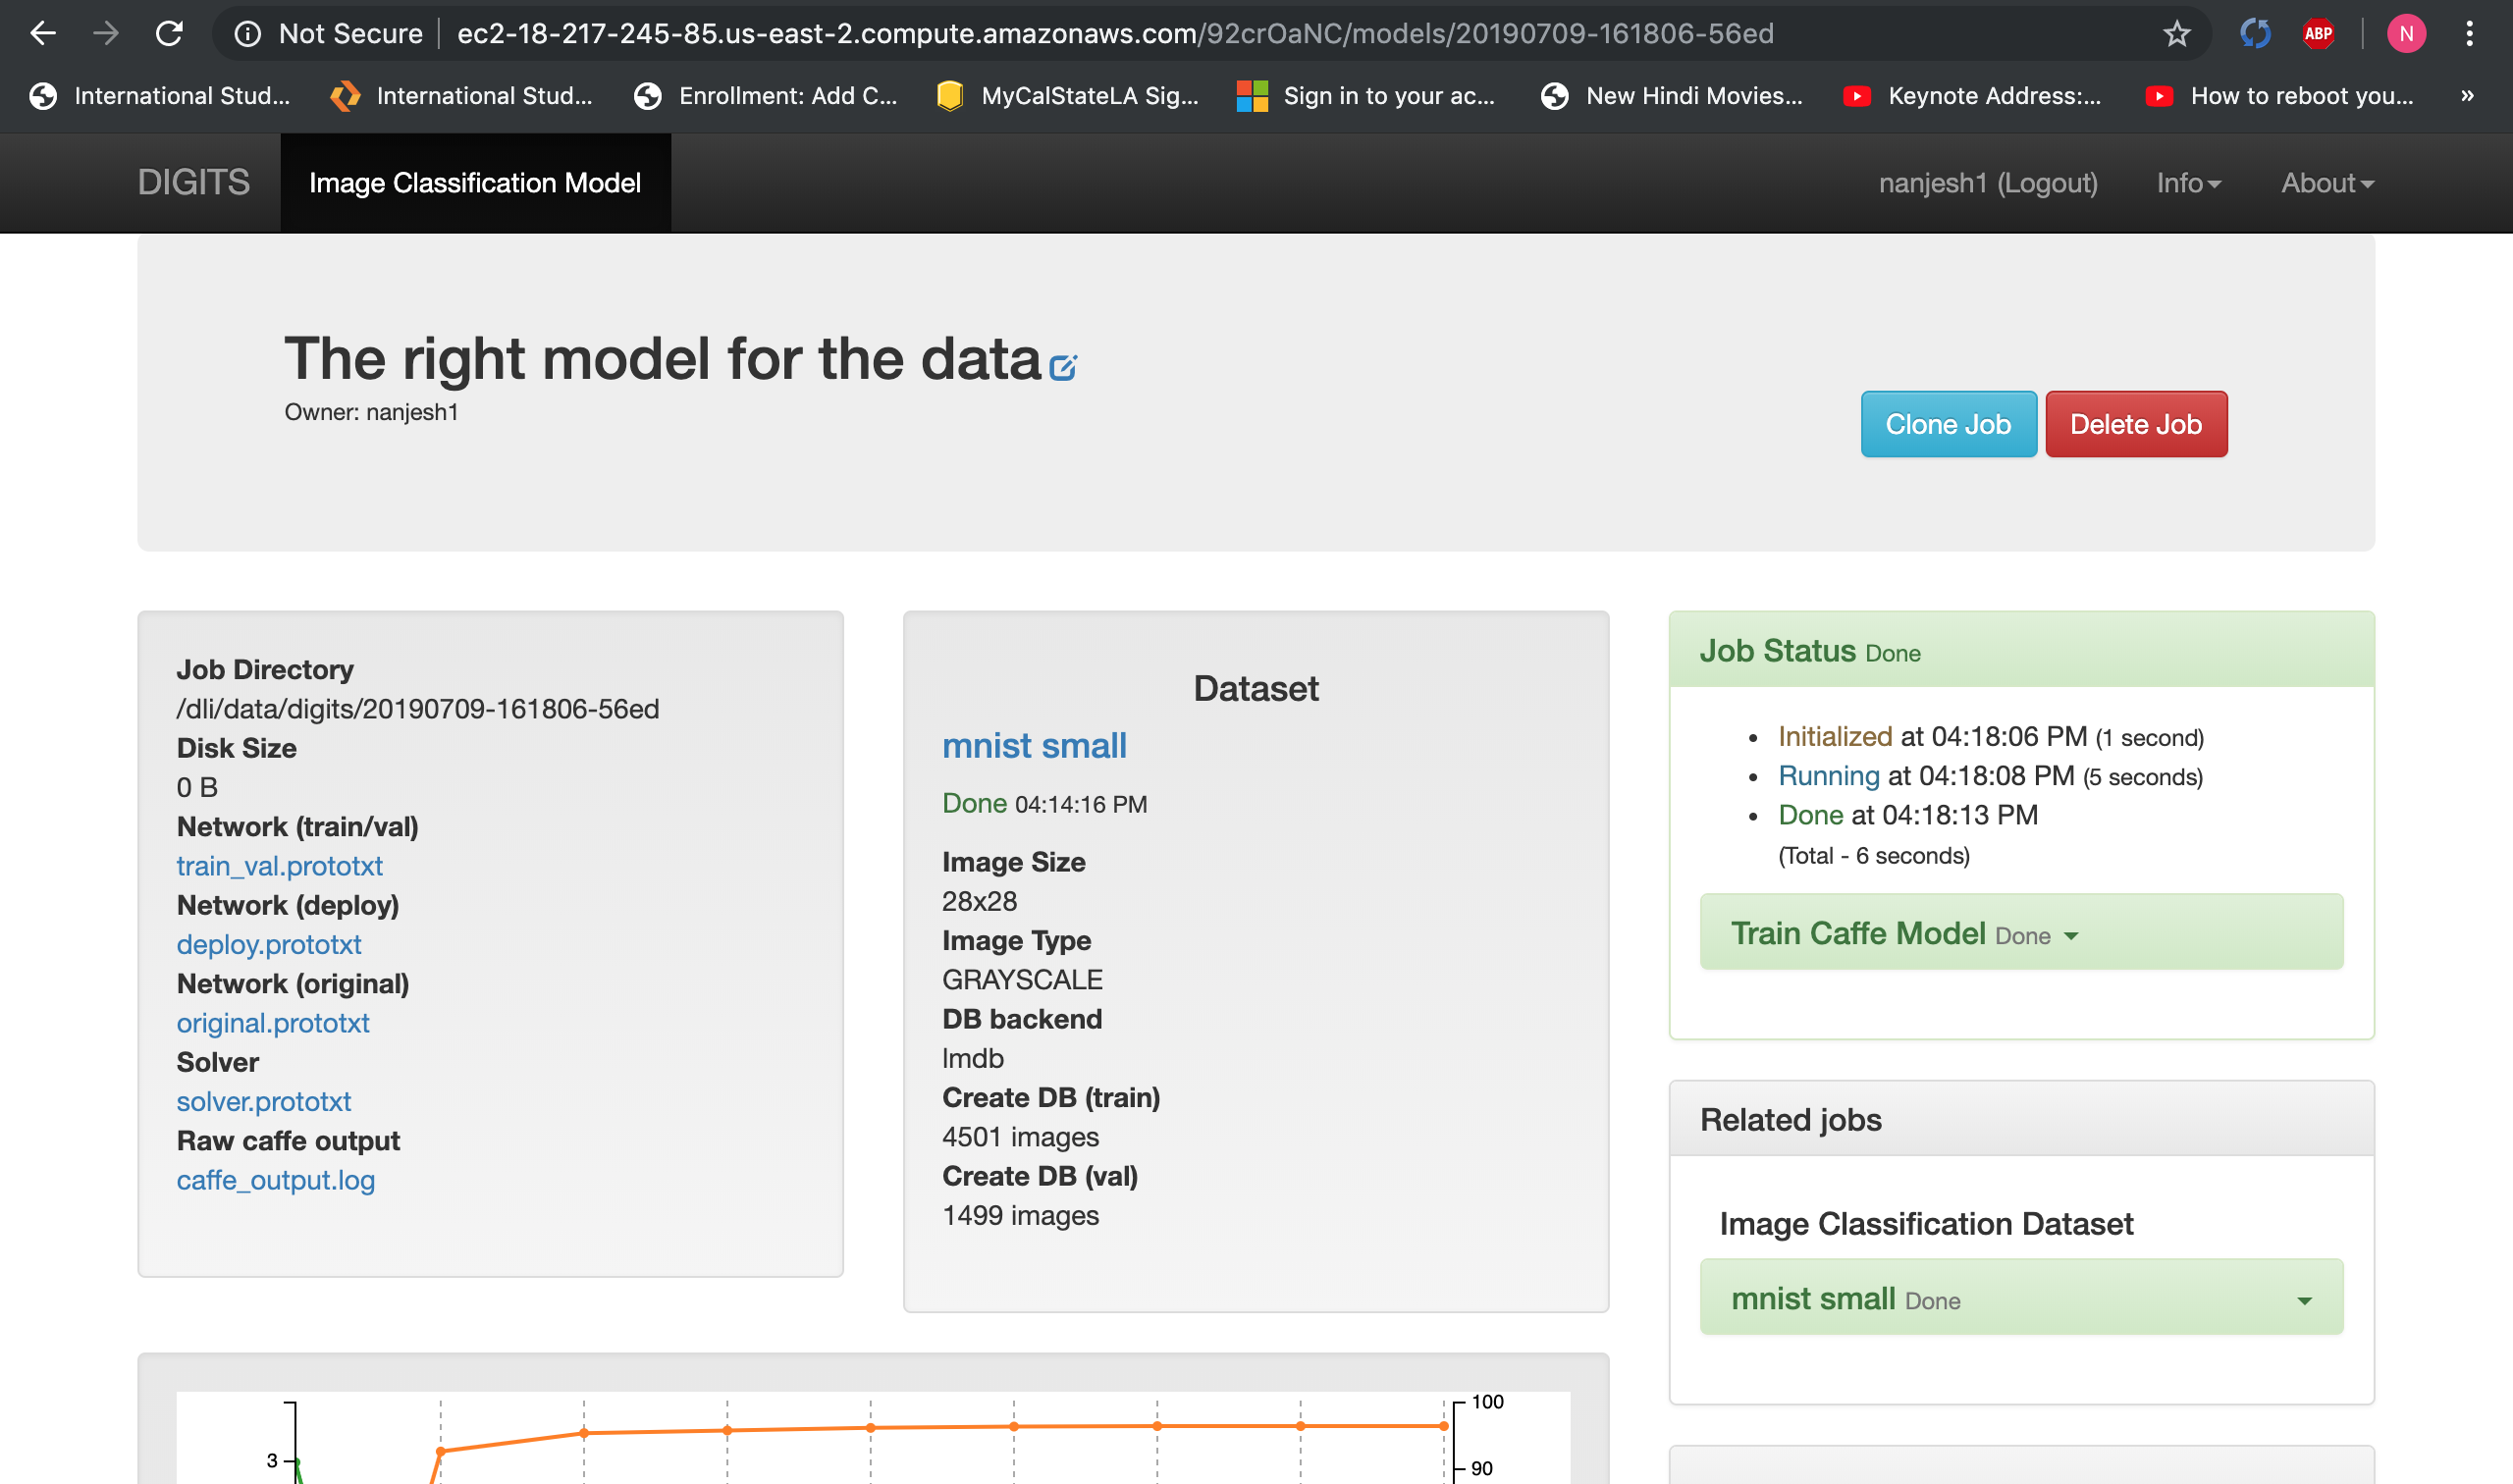 Not Secure ec2-18-217-245-85.us-east-2.compute.amazonaws.com/92crOaNC/models/20190709-161806-56ed
ABP
N
International Stud...
International Stud...
Enrollment: Add C...
MyCalStateLA Sig...
Sign in to your ac...
New Hindi Movies...
Keynote Address:...
How to reboot you...
»
DIGITS
Image Classification Model
nanjesh1 (Logout)
Info
About
The right model for the data
Owner: nanjesh1
Clone Job
Delete Job
Job Directory
/dli/data/digits/20190709-161806-56ed
Disk Size
0 B
Network (train/val)
train_val.prototxt
Network (deploy)
deploy.prototxt
Network (original)
original.prototxt
Solver
solver.prototxt
Raw caffe output
caffe_output.log
Dataset
mnist small
Done 04:14:16 PM
Image Size
28x28
Image Type
GRAYSCALE
DB backend
lmdb
Create DB (train)
4501 images
Create DB (val)
1499 images
Job Status Done
Initialized at 04:18:06 PM (1 second)
Running at 04:18:08 PM (5 seconds)
Done at 04:18:13 PM
(Total - 6 seconds)
Train Caffe Model Done
Related jobs
Image Classification Dataset
mnist small Done
3
100
90